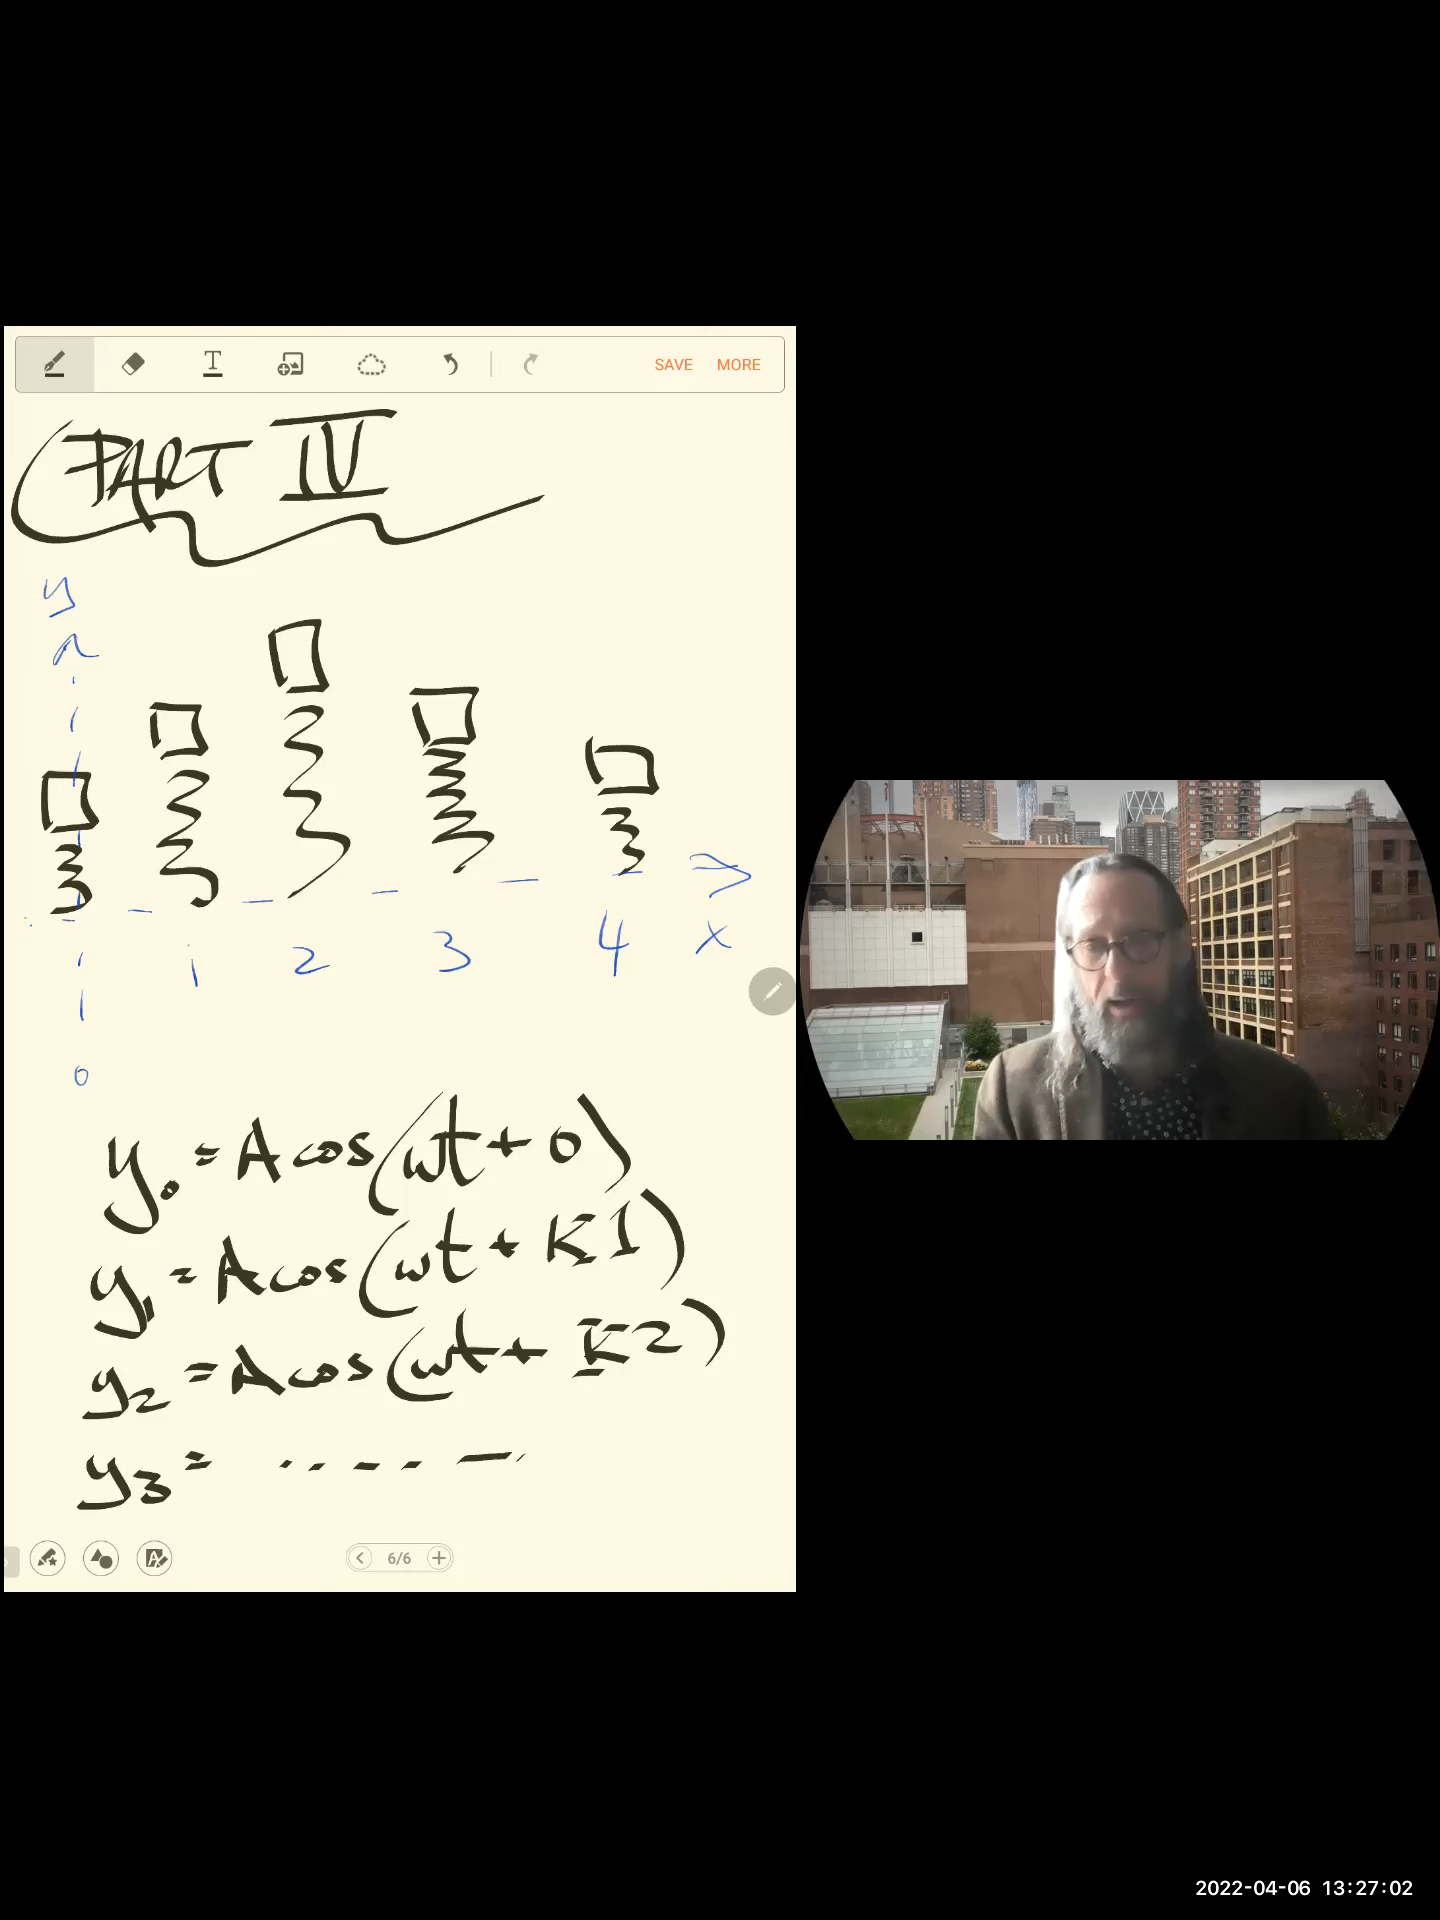 T
SAVE MORE
PART IV
y
x
0 1 2 3 4
y₀ = A cos(ωt + 0)
y₁ = A cos(ωt + K1)
y₂ = A cos(ωt + K2)
y₃ = .. - - — .
6/6
2022-04-06 13:27:02